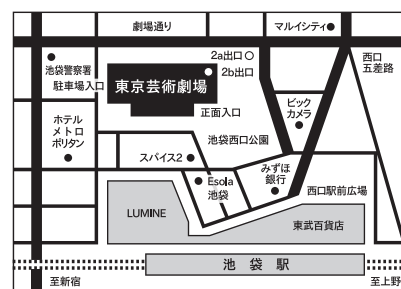 劇場通り
マルイシティ
2a出口
2b出口
西口
五差路
池袋警察署
駐車場入口
東京芸術劇場
正面入口
ビック
カメラ
ホテル
メトロ
ポリタン
池袋西口公園
スパイス2
Esola
池袋
みずほ
銀行
西口駅前広場
LUMINE
東武百貨店
池袋駅
至新宿
至上野